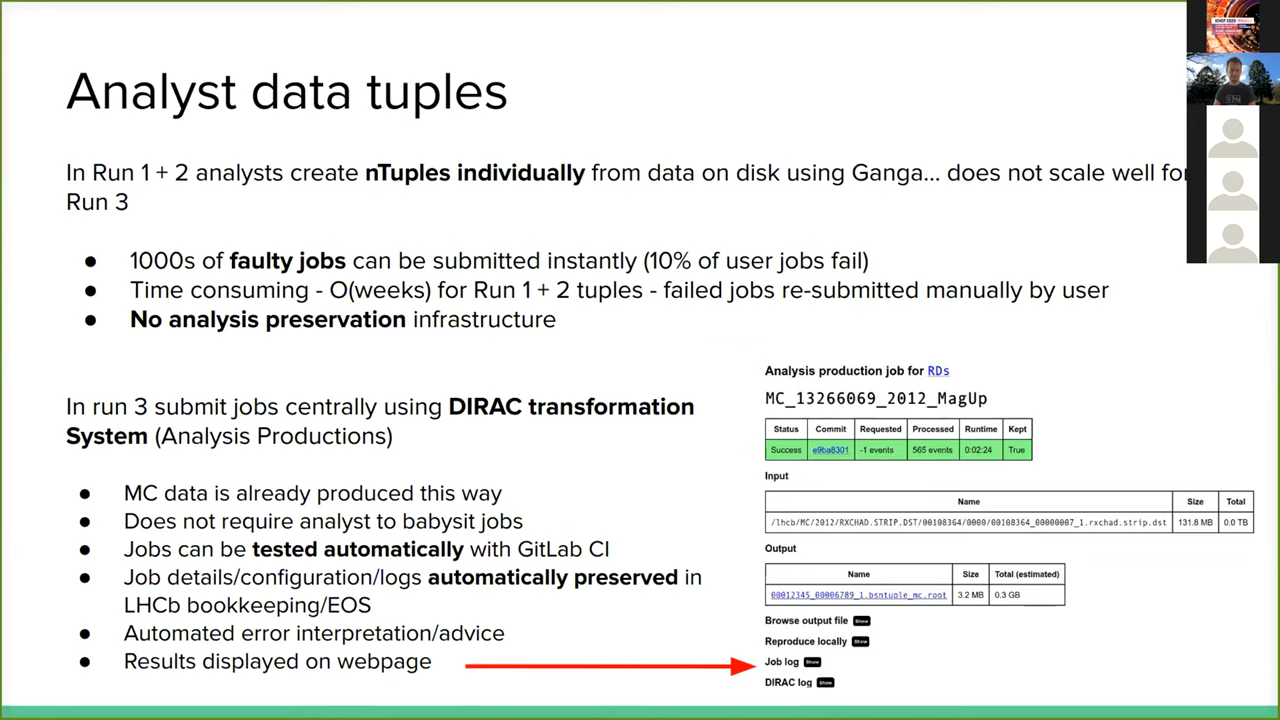 Analyst data tuples
In Run 1 + 2 analysts create nTuples individually from data on disk using Ganga... does not scale well for
Run 3
● 1000s of faulty jobs can be submitted instantly (10% of user jobs fail)
● Time consuming - O(weeks) for Run 1 + 2 tuples - failed jobs re-submitted manually by user
● No analysis preservation infrastructure
In run 3 submit jobs centrally using DIRAC transformation
System (Analysis Productions)
● MC data is already produced this way
● Does not require analyst to babysit jobs
● Jobs can be tested automatically with GitLab CI
● Job details/configuration/logs automatically preserved in
LHCb bookkeeping/EOS
● Automated error interpretation/advice
● Results displayed on webpage
Analysis production job for RDs
MC_13266069_2012_MagUp
Status Commit Requested Processed Runtime Kept
Success e9ba8301 -1 events 565 events 0:02:24 True
Input
Name Size Total
/lhcb/MC/2012/RXCHAD.STRIP.DST/00108364/0000/00108364_00000007_1.rxchad.strip.dst 131.8 MB 0.0 TB
Output
Name Size Total (estimated)
00012345_00006789_1.bsntuple_mc.root 3.2 MB 0.3 GB
Browse output file Show
Reproduce locally Show
Job log Show
DIRAC log Show
ICHEP 2020